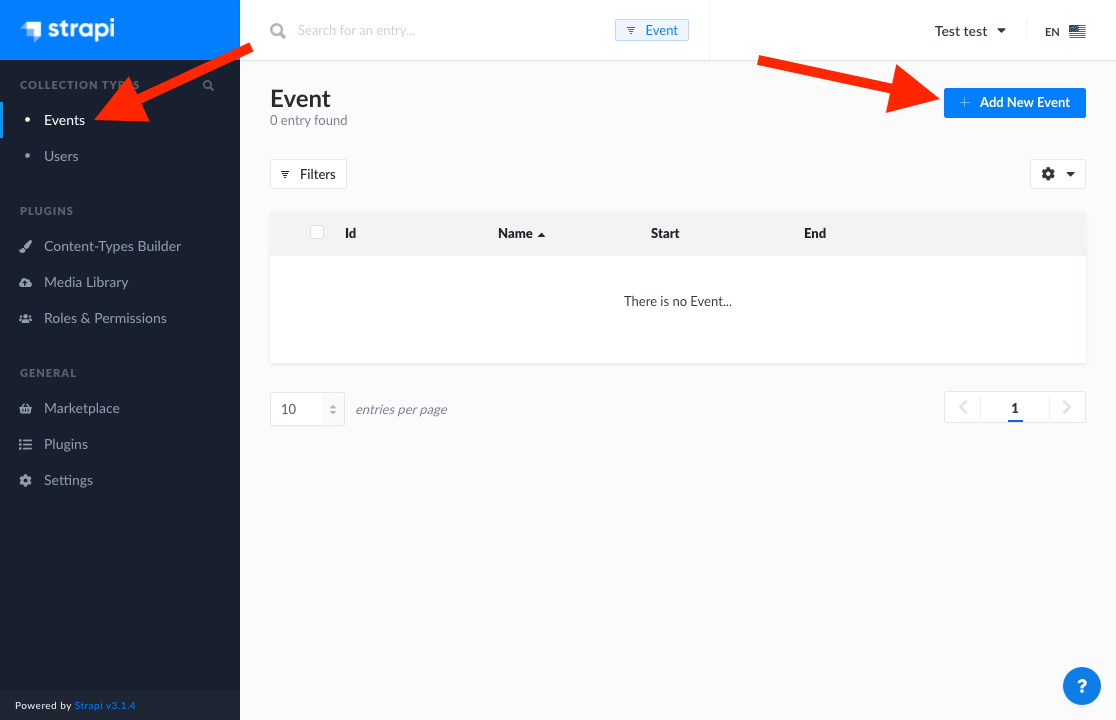 strapi
Search for an entry...
Event
Test test
EN
COLLECTION TYPES
Events
Users
PLUGINS
Content-Types Builder
Media Library
Roles & Permissions
GENERAL
Marketplace
Plugins
Settings
Powered by Strapi v3.1.4
Event
0 entry found
+ Add New Event
Filters
Id Name Start End
There is no Event...
10 entries per page
1
?